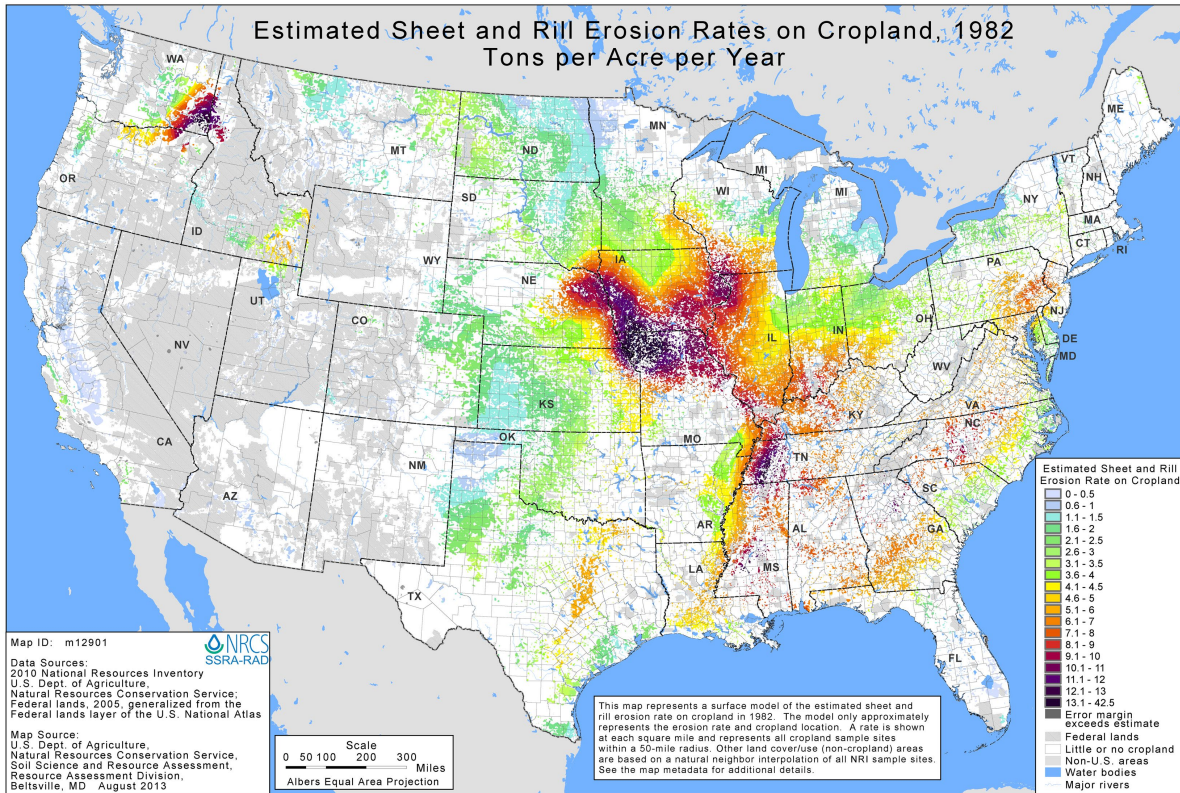 Estimated Sheet and Rill Erosion Rates on Cropland, 1982
Tons per Acre per Year
WA
MT
ND
MN
ME
OR
ID
SD
WI
MI
MI
VT
NH
NY
MA
CT
RI
WY
IA
NE
PA
NJ
UT
CO
NV
IL
IN
OH
DE
MD
WV
KS
KY
VA
CA
MO
NC
OK
NM
TN
AZ
SC
AR
AL
GA
LA
MS
TX
FL
Map ID: m12901
NRCS
SSRA-RAD
Data Sources:
2010 National Resources Inventory
U.S. Dept. of Agriculture,
Natural Resources Conservation Service;
Federal lands, 2005, generalized from the
Federal lands layer of the U.S. National Atlas
Map Source:
U.S. Dept. of Agriculture,
Natural Resources Conservation Service,
Soil Science and Resource Assessment,
Resource Assessment Division,
Beltsville, MD August 2013
Scale
0 50 100 200 300
Miles
Albers Equal Area Projection
This map represents a surface model of the estimated sheet and
rill erosion rate on cropland in 1982. The model only approximately
represents the erosion rate and cropland location. A rate is shown
at each square mile and represents all cropland sample sites
within a 50-mile radius. Other land cover/use (non-cropland) areas
are based on a natural neighbor interpolation of all NRI sample sites.
See the map metadata for additional details.
Estimated Sheet and Rill
Erosion Rate on Cropland
0 - 0.5
0.6 - 1
1.1 - 1.5
1.6 - 2
2.1 - 2.5
2.6 - 3
3.1 - 3.5
3.6 - 4
4.1 - 4.5
4.6 - 5
5.1 - 6
6.1 - 7
7.1 - 8
8.1 - 9
9.1 - 10
10.1 - 11
11.1 - 12
12.1 - 13
13.1 - 42.5
Error margin
exceeds estimate
Federal lands
Little or no cropland
Non-U.S. areas
Water bodies
Major rivers